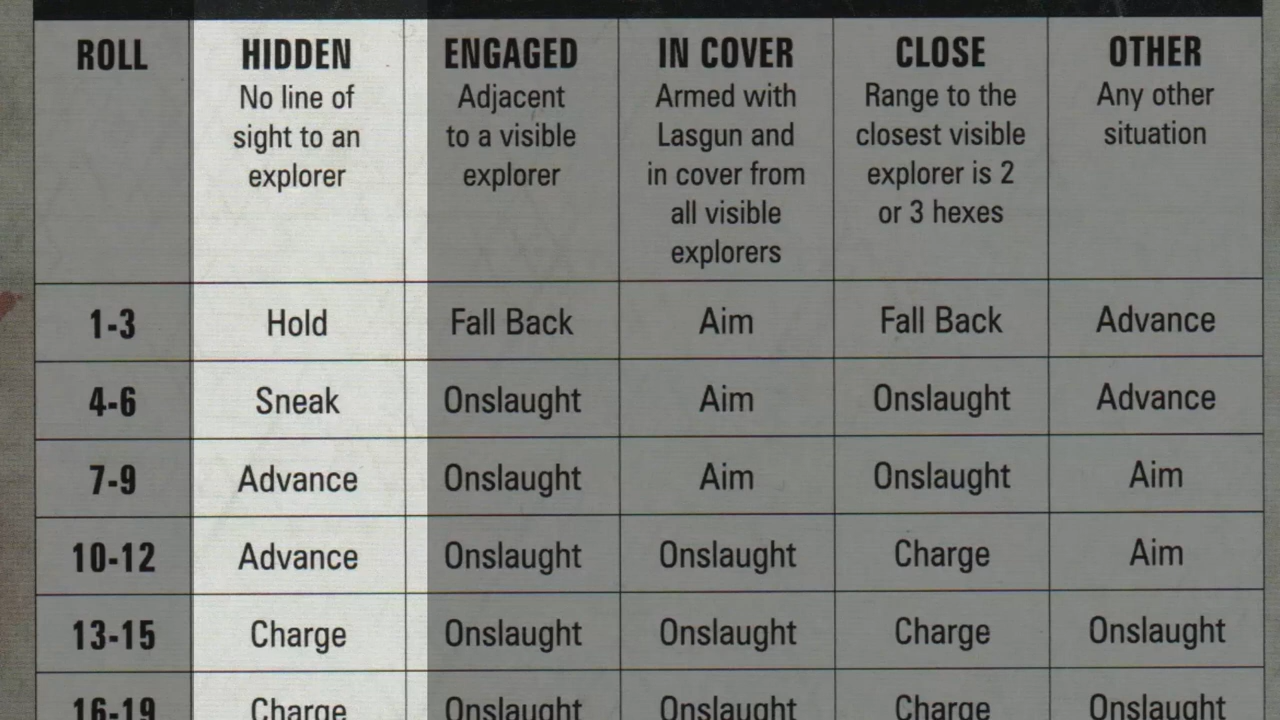 ROLL HIDDEN ENGAGED IN COVER CLOSE OTHER
No line of Adjacent Armed with Range to the Any other
sight to an to a visible Lasgun and closest visible situation
explorer explorer in cover from explorer is 2
all visible or 3 hexes
explorers
1-3 Hold Fall Back Aim Fall Back Advance
4-6 Sneak Onslaught Aim Onslaught Advance
7-9 Advance Onslaught Aim Onslaught Aim
10-12 Advance Onslaught Onslaught Charge Aim
13-15 Charge Onslaught Onslaught Charge Onslaught
16-19 Charge Onslaught Onslaught Charge Onslaught